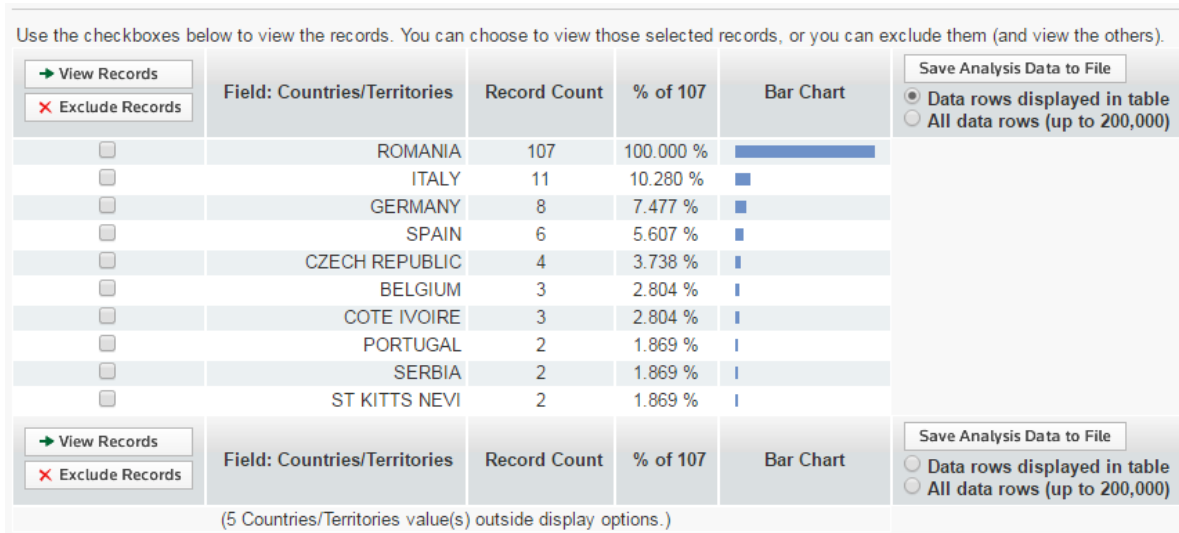 Use the checkboxes below to view the records. You can choose to view those selected records, or you can exclude them (and view the others).
View Records
Exclude Records
Field: Countries/Territories Record Count % of 107 Bar Chart
Save Analysis Data to File
Data rows displayed in table
All data rows (up to 200,000)
ROMANIA 107 100.000 %
ITALY 11 10.280 %
GERMANY 8 7.477 %
SPAIN 6 5.607 %
CZECH REPUBLIC 4 3.738 %
BELGIUM 3 2.804 %
COTE IVOIRE 3 2.804 %
PORTUGAL 2 1.869 %
SERBIA 2 1.869 %
ST KITTS NEVI 2 1.869 %
View Records
Exclude Records
Field: Countries/Territories Record Count % of 107 Bar Chart
Save Analysis Data to File
Data rows displayed in table
All data rows (up to 200,000)
(5 Countries/Territories value(s) outside display options.)